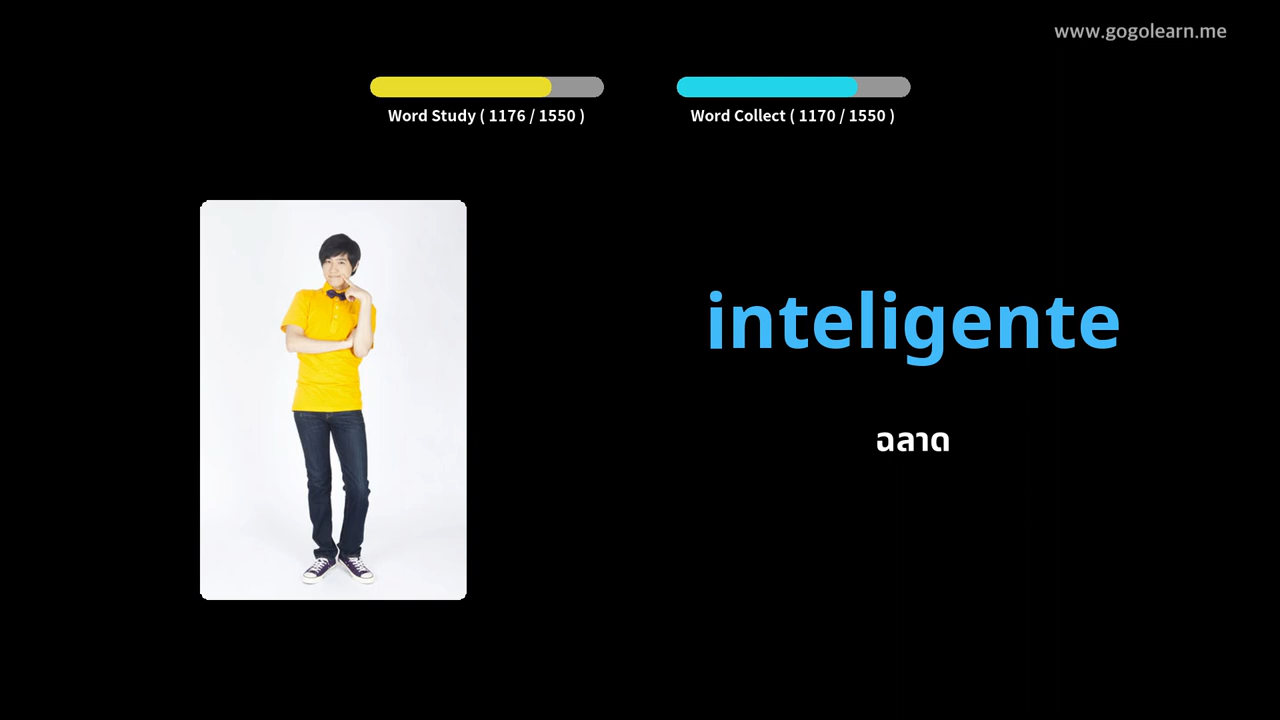 www.gogolearn.me
Word Study ( 1176 / 1550 )
Word Collect ( 1170 / 1550 )
inteligente
ฉลาด